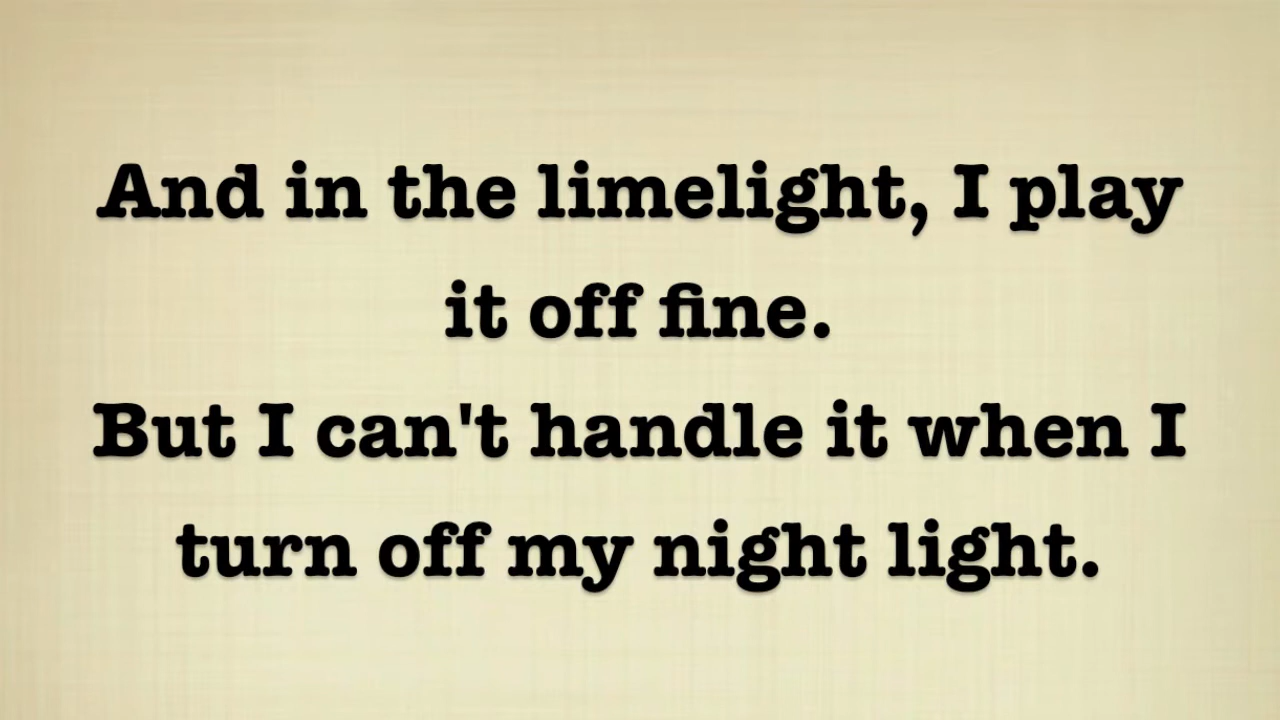 And in the limelight, I play
it off fine.
But I can't handle it when I
turn off my night light.